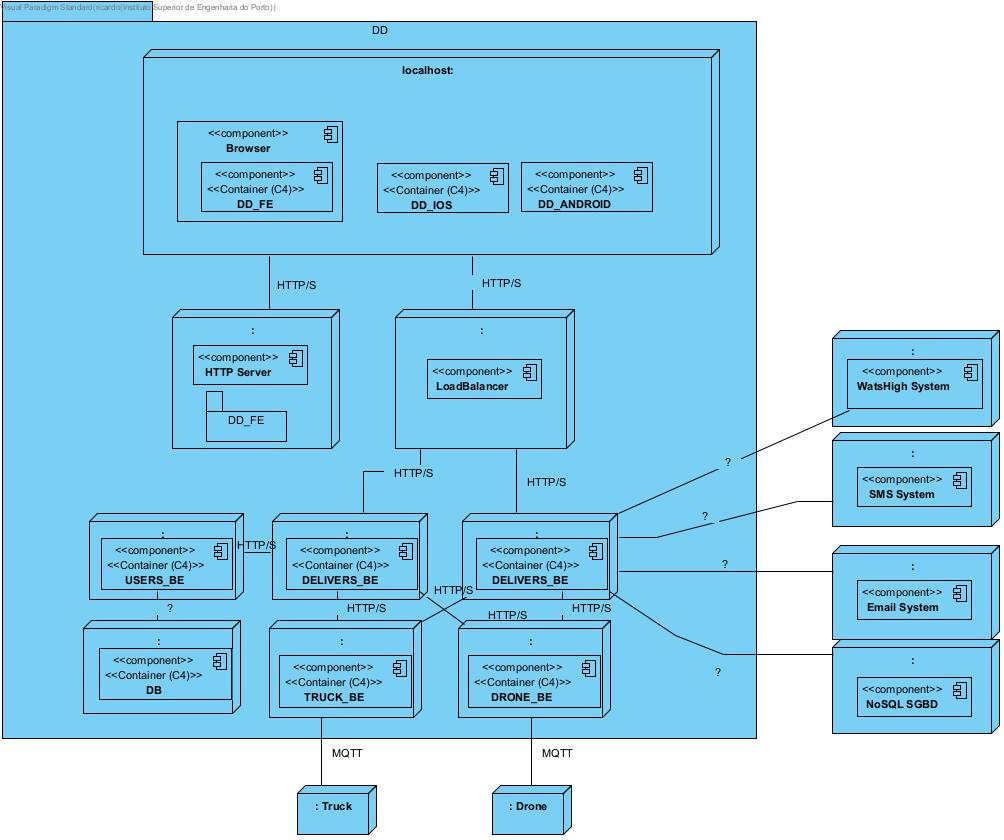 Visual Paradigm Standard(ricardo(Instituto Superior de Engenharia do Porto))
DD
localhost:
<<component>>
Browser
<<component>>
<<Container (C4)>>
DD_FE
<<component>>
<<Container (C4)>>
DD_IOS
<<component>>
<<Container (C4)>>
DD_ANDROID
HTTP/S
HTTP/S
:
<<component>>
HTTP Server
DD_FE
:
<<component>>
LoadBalancer
:
<<component>>
WatsHigh System
:
<<component>>
SMS System
:
<<component>>
Email System
:
<<component>>
NoSQL SGBD
?
?
?
?
HTTP/S
HTTP/S
:
<<component>>
<<Container (C4)>>
USERS_BE
HTTP/S
:
<<component>>
<<Container (C4)>>
DELIVERS_BE
:
<<component>>
<<Container (C4)>>
DELIVERS_BE
?
HTTP/S
HTTP/S
HTTP/S
HTTP/S
:
<<component>>
<<Container (C4)>>
DB
:
<<component>>
<<Container (C4)>>
TRUCK_BE
:
<<component>>
<<Container (C4)>>
DRONE_BE
MQTT
MQTT
: Truck
: Drone